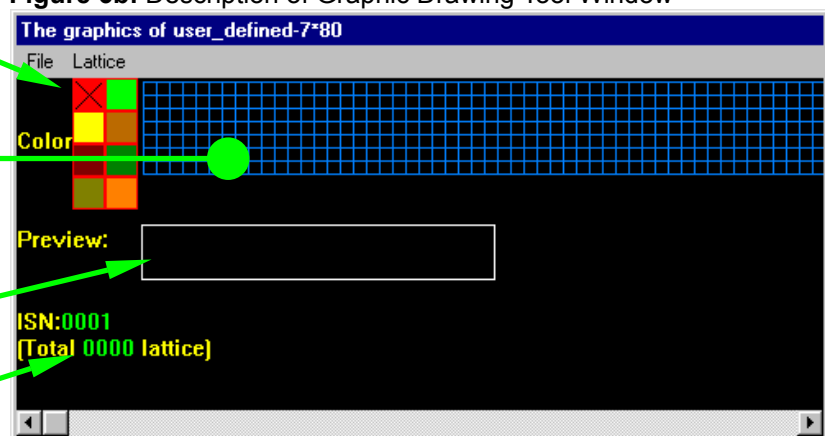 Figure 6b. Description of Graphic Drawing Tool Window
The graphics of user_defined-7*80
File Lattice
Color
Preview:
ISN:0001
(Total 0000 lattice)